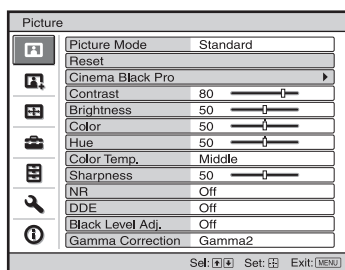 Picture
Picture Mode Standard
Reset
Cinema Black Pro
Contrast 80
Brightness 50
Color 50
Hue 50
Color Temp. Middle
Sharpness 50
NR Off
DDE Off
Black Level Adj. Off
Gamma Correction Gamma2
Sel: Set: Exit: MENU